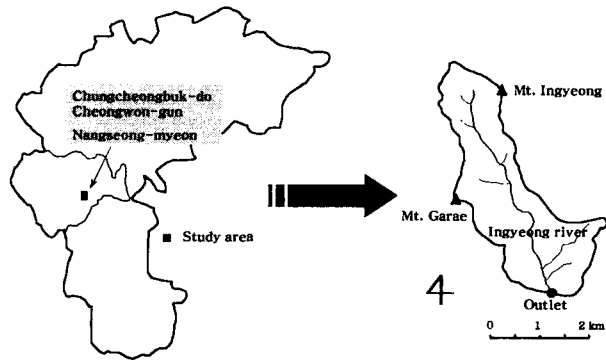 Chungcheongbuk-do
Cheongwon-gun
Nangseong-myeon
Study area
Mt. Ingyeong
Mt. Garae
Ingyeong river
Outlet
0 1 2 km